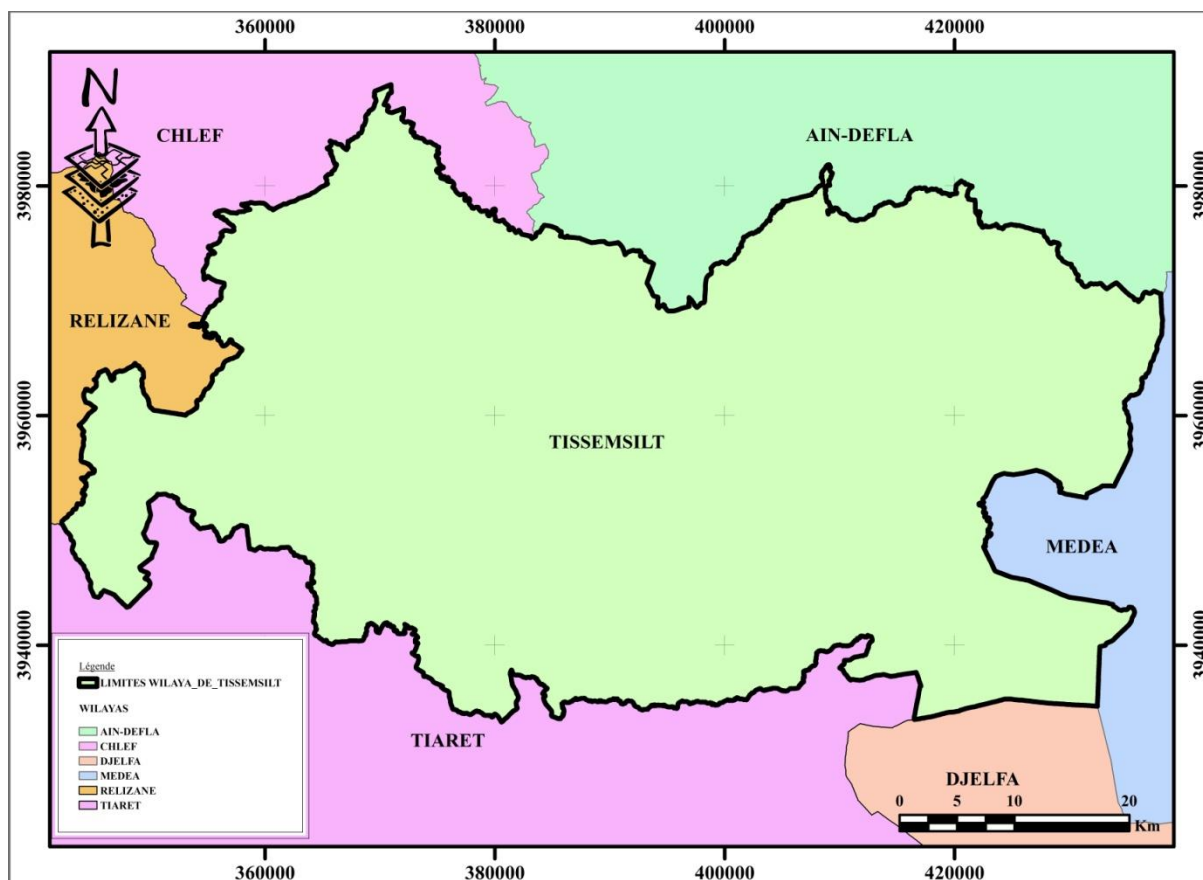 360000 380000 400000 420000
N
CHLEF
AIN-DEFLA
3980000 3980000
RELIZANE
3960000 3960000
TISSEMSILT
MEDEA
3940000 3940000
Légende
LIMITES WILAYA_DE_TISSEMSILT
WILAYAS
AIN-DEFLA
CHLEF
DJELFA
MEDEA
RELIZANE
TIARET
TIARET
DJELFA
0 5 10 20
Km
360000 380000 400000 420000